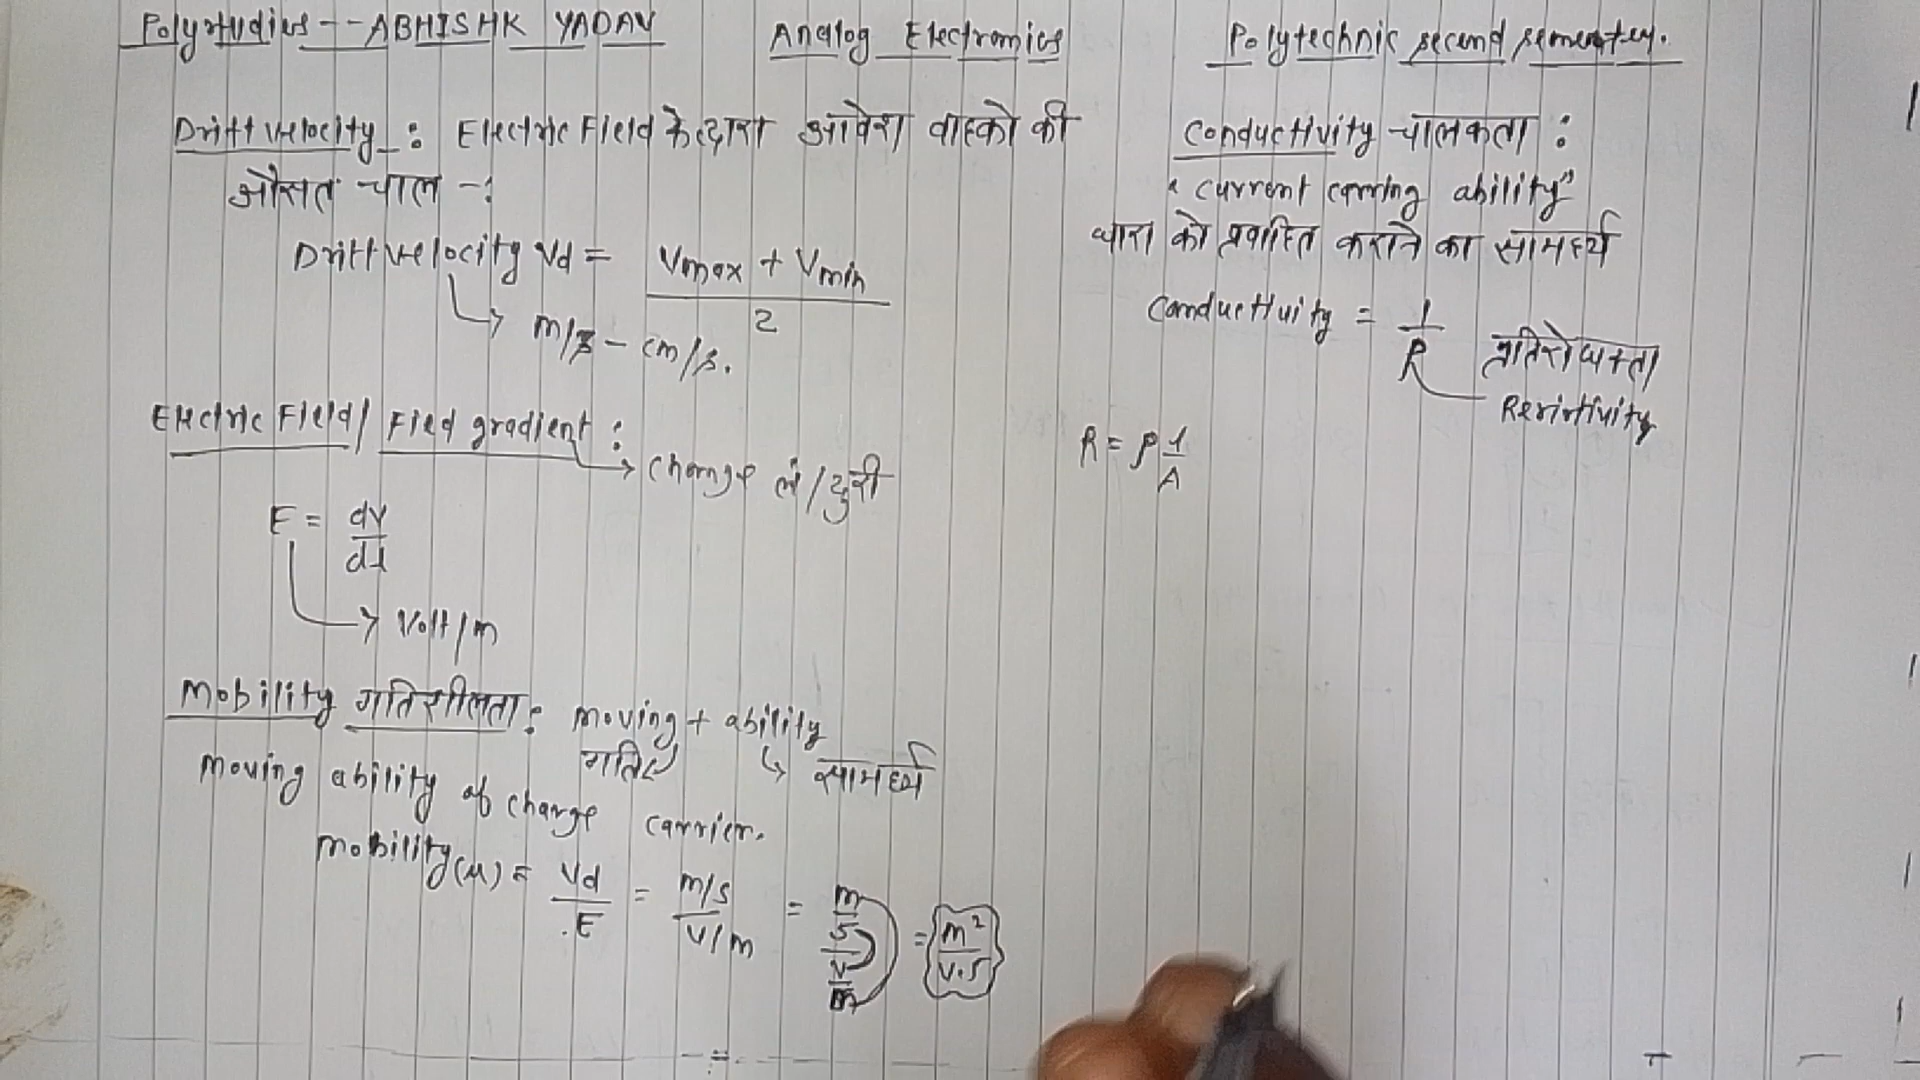 Polystudies -- ABHISHK YADAV
Analog Electronics
Polytechnic second semester.
Drift velocity : Electric Field के द्वारा आवेश वाहको की
औसत चाल -:
Drift velocity Vd = Vmax + Vmin / 2
→ m/s - cm/s.
Electric Field / Field gradient :
→ change में / दुरी
E = dv / dl
→ Volt/m
Mobility गतिशीलता : moving + ability
गति → सामर्थ्य
Moving ability of charge carrier.
mobility (μ) = Vd / E = m/s / V/m = m/s / V/m = m² / V.S
Conductivity चालकता :
"Current carring ability"
धारा को प्रवाहित कराने का सामर्थ्य
Conductivity = 1 / R प्रतिरोधकता
Resistivity
R = ρ l / A